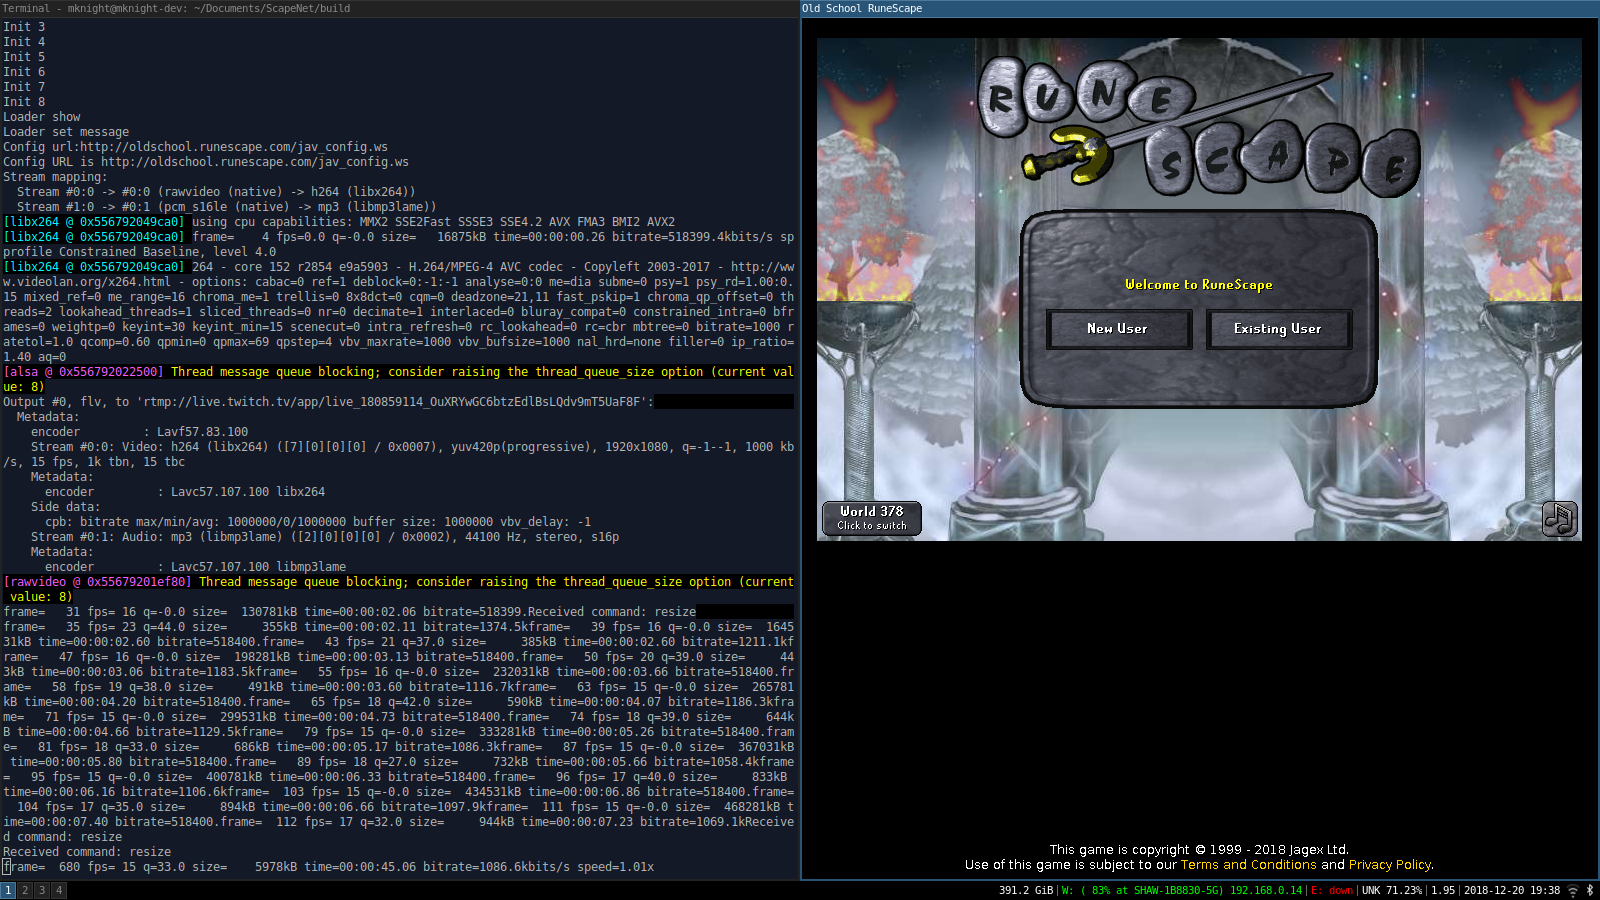 Terminal - mknight@mknight-dev: ~/Documents/ScapeNet/build
Init 3
Init 4
Init 5
Init 6
Init 7
Init 8
Loader show
Loader set message
Config url:http://oldschool.runescape.com/jav_config.ws
Config URL is http://oldschool.runescape.com/jav_config.ws
Stream mapping:
  Stream #0:0 -> #0:0 (rawvideo (native) -> h264 (libx264))
  Stream #1:0 -> #0:1 (pcm_s16le (native) -> mp3 (libmp3lame))
[libx264 @ 0x556792049ca0] using cpu capabilities: MMX2 SSE2Fast SSSE3 SSE4.2 AVX FMA3 BMI2 AVX2
[libx264 @ 0x556792049ca0] frame=    4 fps=0.0 q=-0.0 size=   16875kB time=00:00:00.26 bitrate=518399.4kbits/s sp
profile Constrained Baseline, level 4.0
[libx264 @ 0x556792049ca0] 264 - core 152 r2854 e9a5903 - H.264/MPEG-4 AVC codec - Copyleft 2003-2017 - http://ww
w.videolan.org/x264.html - options: cabac=0 ref=1 deblock=0:-1:-1 analyse=0:0 me=dia subme=0 psy=1 psy_rd=1.00:0.
15 mixed_ref=0 me_range=16 chroma_me=1 trellis=0 8x8dct=0 cqm=0 deadzone=21,11 fast_pskip=1 chroma_qp_offset=0 th
reads=2 lookahead_threads=1 sliced_threads=0 nr=0 decimate=1 interlaced=0 bluray_compat=0 constrained_intra=0 bfr
ames=0 weightp=0 keyint=30 keyint_min=15 scenecut=0 intra_refresh=0 rc_lookahead=0 rc=cbr mbtree=0 bitrate=1000 r
atetol=1.0 qcomp=0.60 qpmin=0 qpmax=69 qpstep=4 vbv_maxrate=1000 vbv_bufsize=1000 nal_hrd=none filler=0 ip_ratio=
1.40 aq=0
[alsa @ 0x556792022500] Thread message queue blocking; consider raising the thread_queue_size option (current val
ue: 8)
Output #0, flv, to 'rtmp://live.twitch.tv/app/live_180859114_OuXRYwGC6btzEdlBsLQdv9mT5UaF8F':
  Metadata:
    encoder         : Lavf57.83.100
    Stream #0:0: Video: h264 (libx264) ([7][0][0][0] / 0x0007), yuv420p(progressive), 1920x1080, q=-1--1, 1000 kb
/s, 15 fps, 1k tbn, 15 tbc
    Metadata:
      encoder         : Lavc57.107.100 libx264
    Side data:
      cpb: bitrate max/min/avg: 1000000/0/1000000 buffer size: 1000000 vbv_delay: -1
    Stream #0:1: Audio: mp3 (libmp3lame) ([2][0][0][0] / 0x0002), 44100 Hz, stereo, s16p
    Metadata:
      encoder         : Lavc57.107.100 libmp3lame
[rawvideo @ 0x55679201ef80] Thread message queue blocking; consider raising the thread_queue_size option (current
 value: 8)
frame=   31 fps= 16 q=-0.0 size=  130781kB time=00:00:02.06 bitrate=518399.Received command: resize
frame=   35 fps= 23 q=44.0 size=     355kB time=00:00:02.11 bitrate=1374.5kframe=   39 fps= 16 q=-0.0 size=  1645
31kB time=00:00:02.60 bitrate=518400.frame=   43 fps= 21 q=37.0 size=     385kB time=00:00:02.60 bitrate=1211.1kf
rame=   47 fps= 16 q=-0.0 size=  198281kB time=00:00:03.13 bitrate=518400.frame=   50 fps= 20 q=39.0 size=     44
3kB time=00:00:03.06 bitrate=1183.5kframe=   55 fps= 16 q=-0.0 size=  232031kB time=00:00:03.66 bitrate=518400.fr
ame=   58 fps= 19 q=38.0 size=     491kB time=00:00:03.60 bitrate=1116.7kframe=   63 fps= 15 q=-0.0 size=  265781
kB time=00:00:04.20 bitrate=518400.frame=   65 fps= 18 q=42.0 size=     590kB time=00:00:04.07 bitrate=1186.3kfra
me=   71 fps= 15 q=-0.0 size=  299531kB time=00:00:04.73 bitrate=518400.frame=   74 fps= 18 q=39.0 size=     644k
B time=00:00:04.66 bitrate=1129.5kframe=   79 fps= 15 q=-0.0 size=  333281kB time=00:00:05.26 bitrate=518400.fram
e=   81 fps= 18 q=33.0 size=     686kB time=00:00:05.17 bitrate=1086.3kframe=   87 fps= 15 q=-0.0 size=  367031kB
 time=00:00:05.80 bitrate=518400.frame=   89 fps= 18 q=27.0 size=     732kB time=00:00:05.66 bitrate=1058.4kframe
=   95 fps= 15 q=-0.0 size=  400781kB time=00:00:06.33 bitrate=518400.frame=   96 fps= 17 q=40.0 size=     833kB
time=00:00:06.16 bitrate=1106.6kframe=  103 fps= 15 q=-0.0 size=  434531kB time=00:00:06.86 bitrate=518400.frame=
  104 fps= 17 q=35.0 size=     894kB time=00:00:06.66 bitrate=1097.9kframe=  111 fps= 15 q=-0.0 size=  468281kB t
ime=00:00:07.40 bitrate=518400.frame=  112 fps= 17 q=32.0 size=     944kB time=00:00:07.23 bitrate=1069.1kReceive
d command: resize
Received command: resize
frame=  680 fps= 15 q=33.0 size=    5978kB time=00:00:45.06 bitrate=1086.6kbits/s speed=1.01x
Old School RuneScape
RUNE
SCAPE
Welcome to RuneScape
New User
Existing User
World 378
Click to switch
This game is copyright © 1999 - 2018 Jagex Ltd.
Use of this game is subject to our Terms and Conditions and Privacy Policy.
1 2 3 4
391.2 GiB|W: ( 83% at SHAW-1B8830-5G) 192.168.0.14|E: down|UNK 71.23%|1.95|2018-12-20 19:38